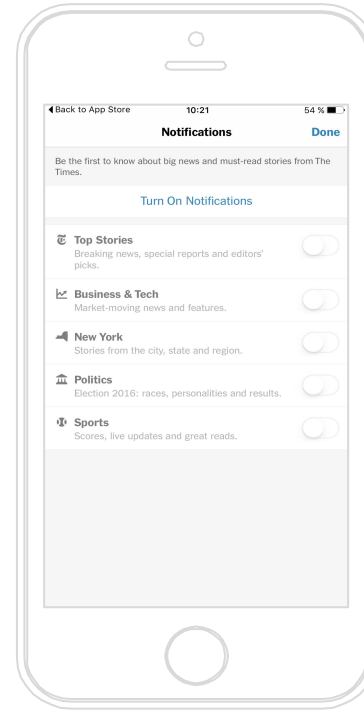 Back to App Store 10:21 54 %
Notifications Done
Be the first to know about big news and must-read stories from The
Times.
Turn On Notifications
Top Stories
Breaking news, special reports and editors'
picks.
Business & Tech
Market-moving news and features.
New York
Stories from the city, state and region.
Politics
Election 2016: races, personalities and results.
Sports
Scores, live updates and great reads.